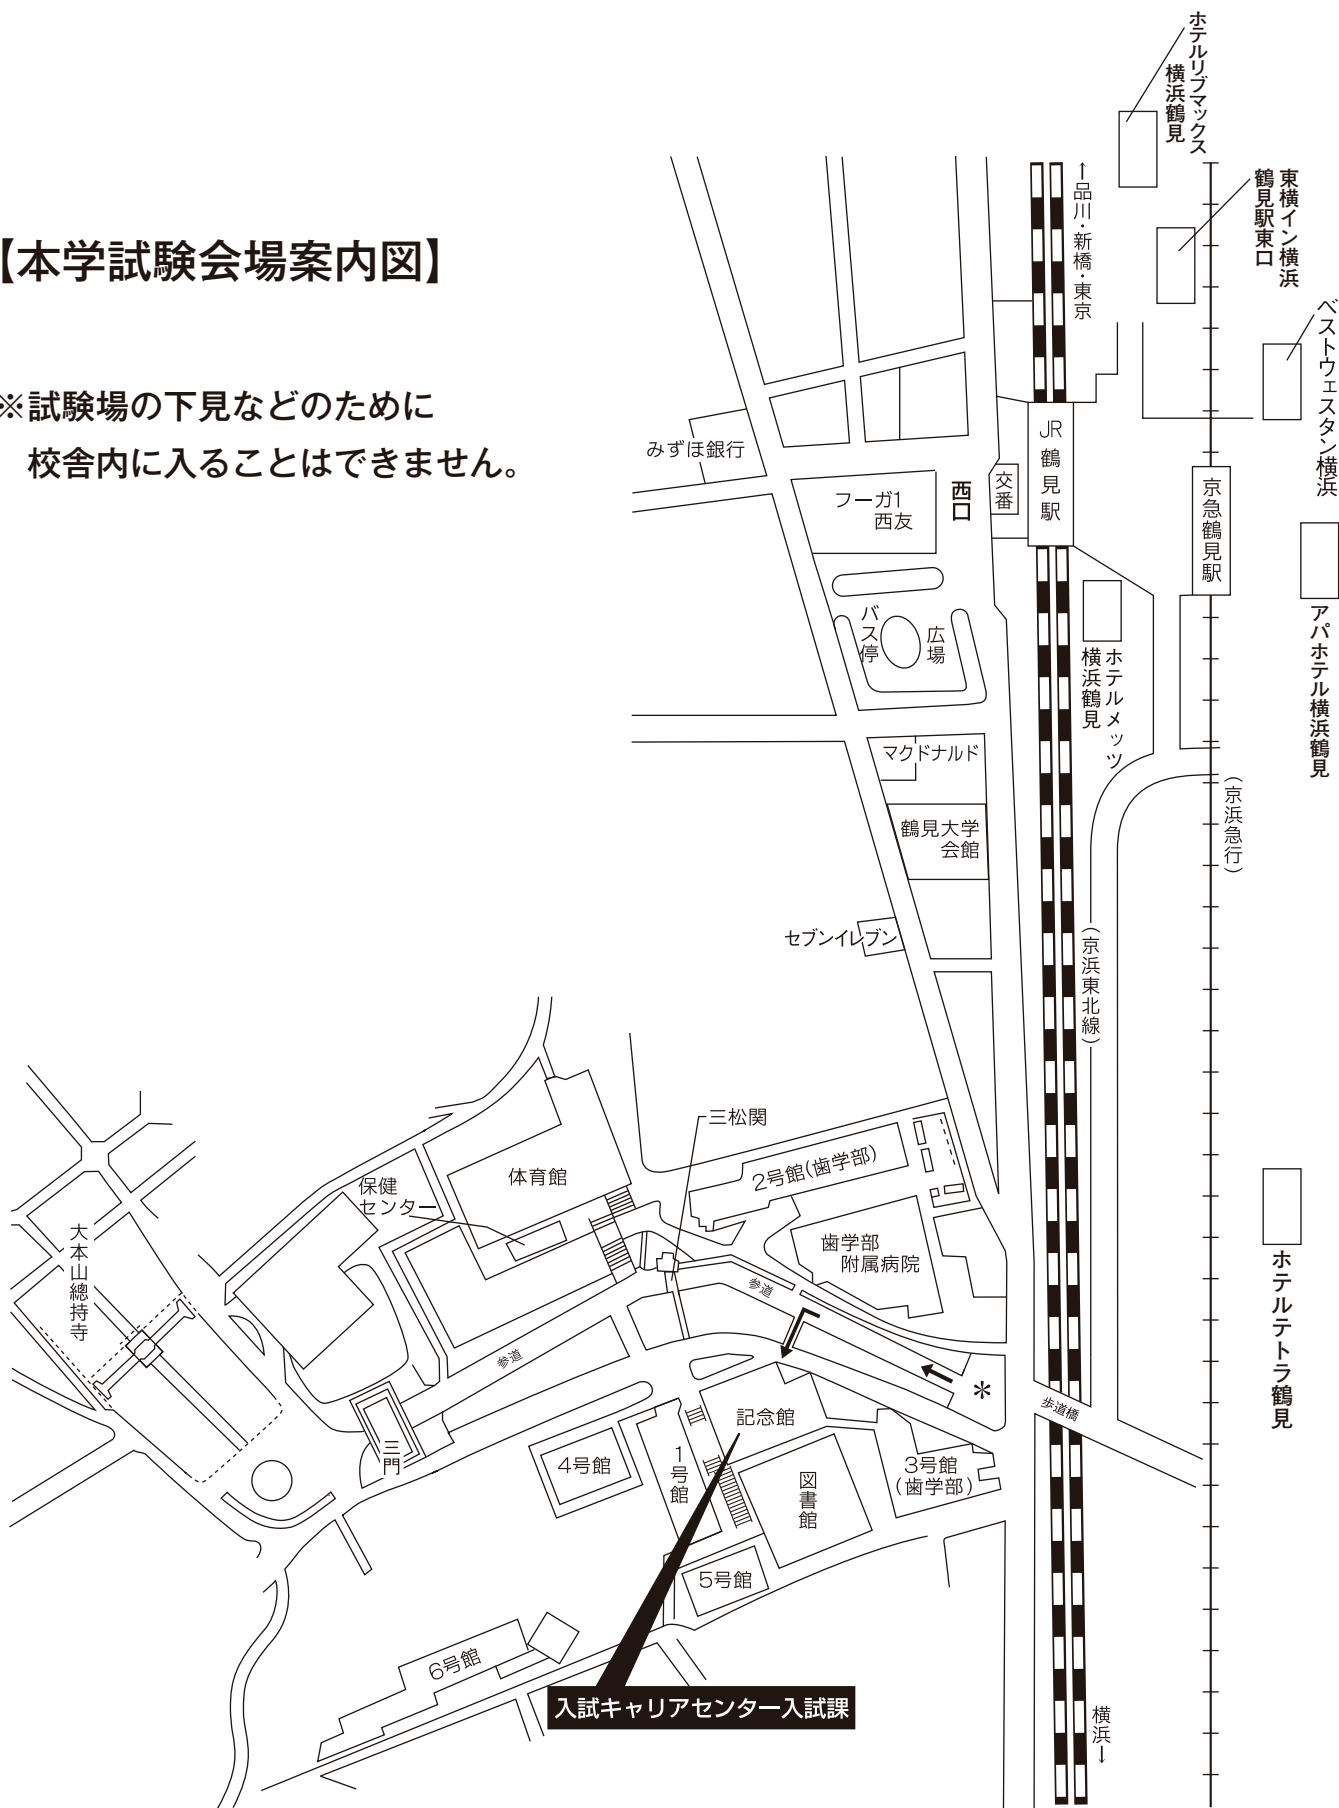 【本学試験会場案内図】
※試験場の下見などのために
校舎内に入ることはできません。
ホテルリブマックス
横浜鶴見
東横イン横浜
鶴見駅東口
ベストウェスタン横浜
←品川・新橋・東京
JR鶴見駅
京急鶴見駅
みずほ銀行
フーガ1
西友
西口
交番
バス停
広場
ホテルメッツ
横浜鶴見
アパホテル横浜鶴見
マクドナルド
鶴見大学
会館
(京浜急行)
セブンイレブン
(京浜東北線)
三松関
2号館(歯学部)
体育館
保健
センター
歯学部
附属病院
大本山總持寺
参道
参道
ホテルテトラ鶴見
＊
歩道橋
記念館
三門
4号館
1号館
図書館
3号館
(歯学部)
5号館
6号館
入試キャリアセンター入試課
横浜→